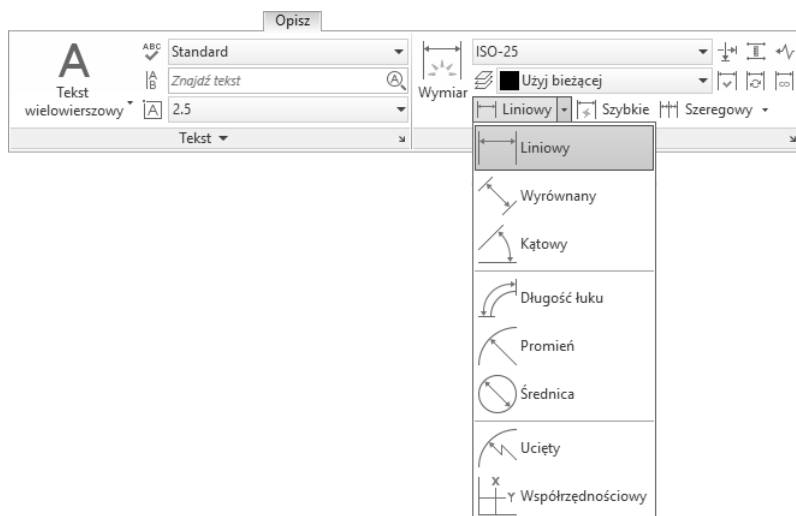 Opisz
A
Tekst
wielowierszowy
ABC
Standard
A
B
Znajdź tekst
A
A
2.5
Tekst
Wymiar
ISO-25
Użyj bieżącej
Liniowy
Szybkie
Szeregowy
Liniowy
Wyrównany
Kątowy
Długość łuku
Promień
Średnica
Ucięty
X
Y
Współrzędnościowy